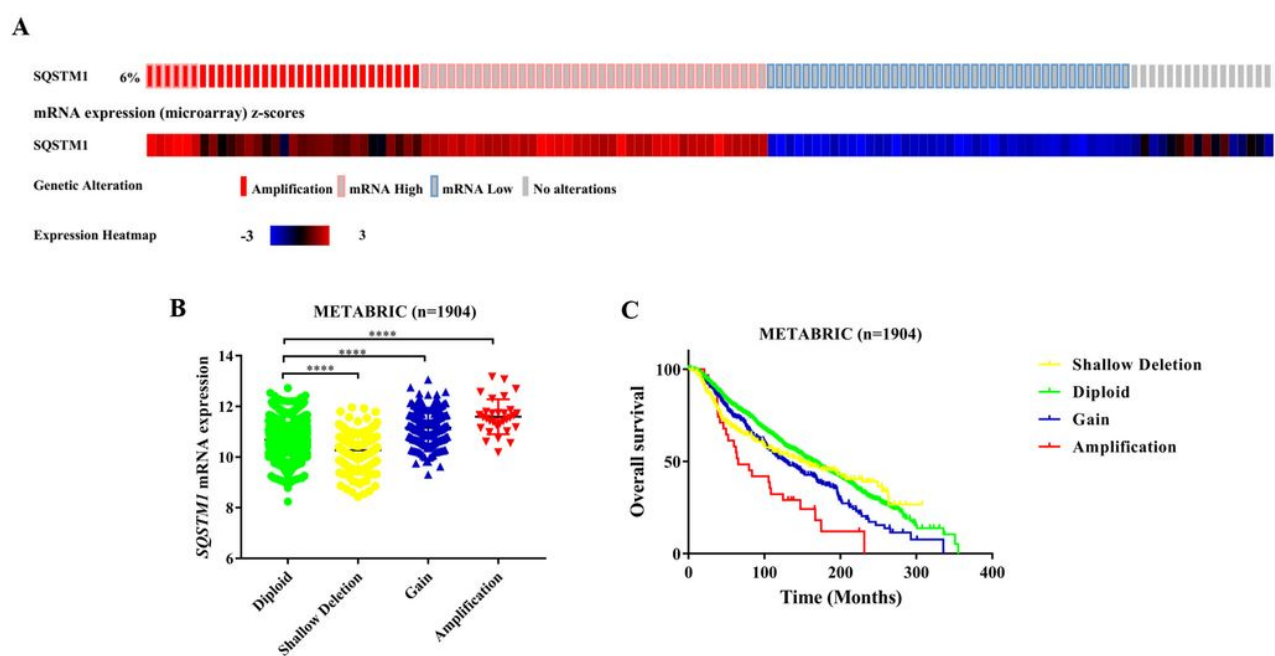 A
SQSTM1 6%
mRNA expression (microarray) z-scores
SQSTM1
Genetic Alteration Amplification mRNA High mRNA Low No alterations
Expression Heatmap -3 3
B
METABRIC (n=1904)
****
****
****
14
12
10
8
6
SQSTM1 mRNA expression
Diploid
Shallow Deletion
Gain
Amplification
C
METABRIC (n=1904)
100
50
0
Overall survival
0 100 200 300 400
Time (Months)
Shallow Deletion
Diploid
Gain
Amplification